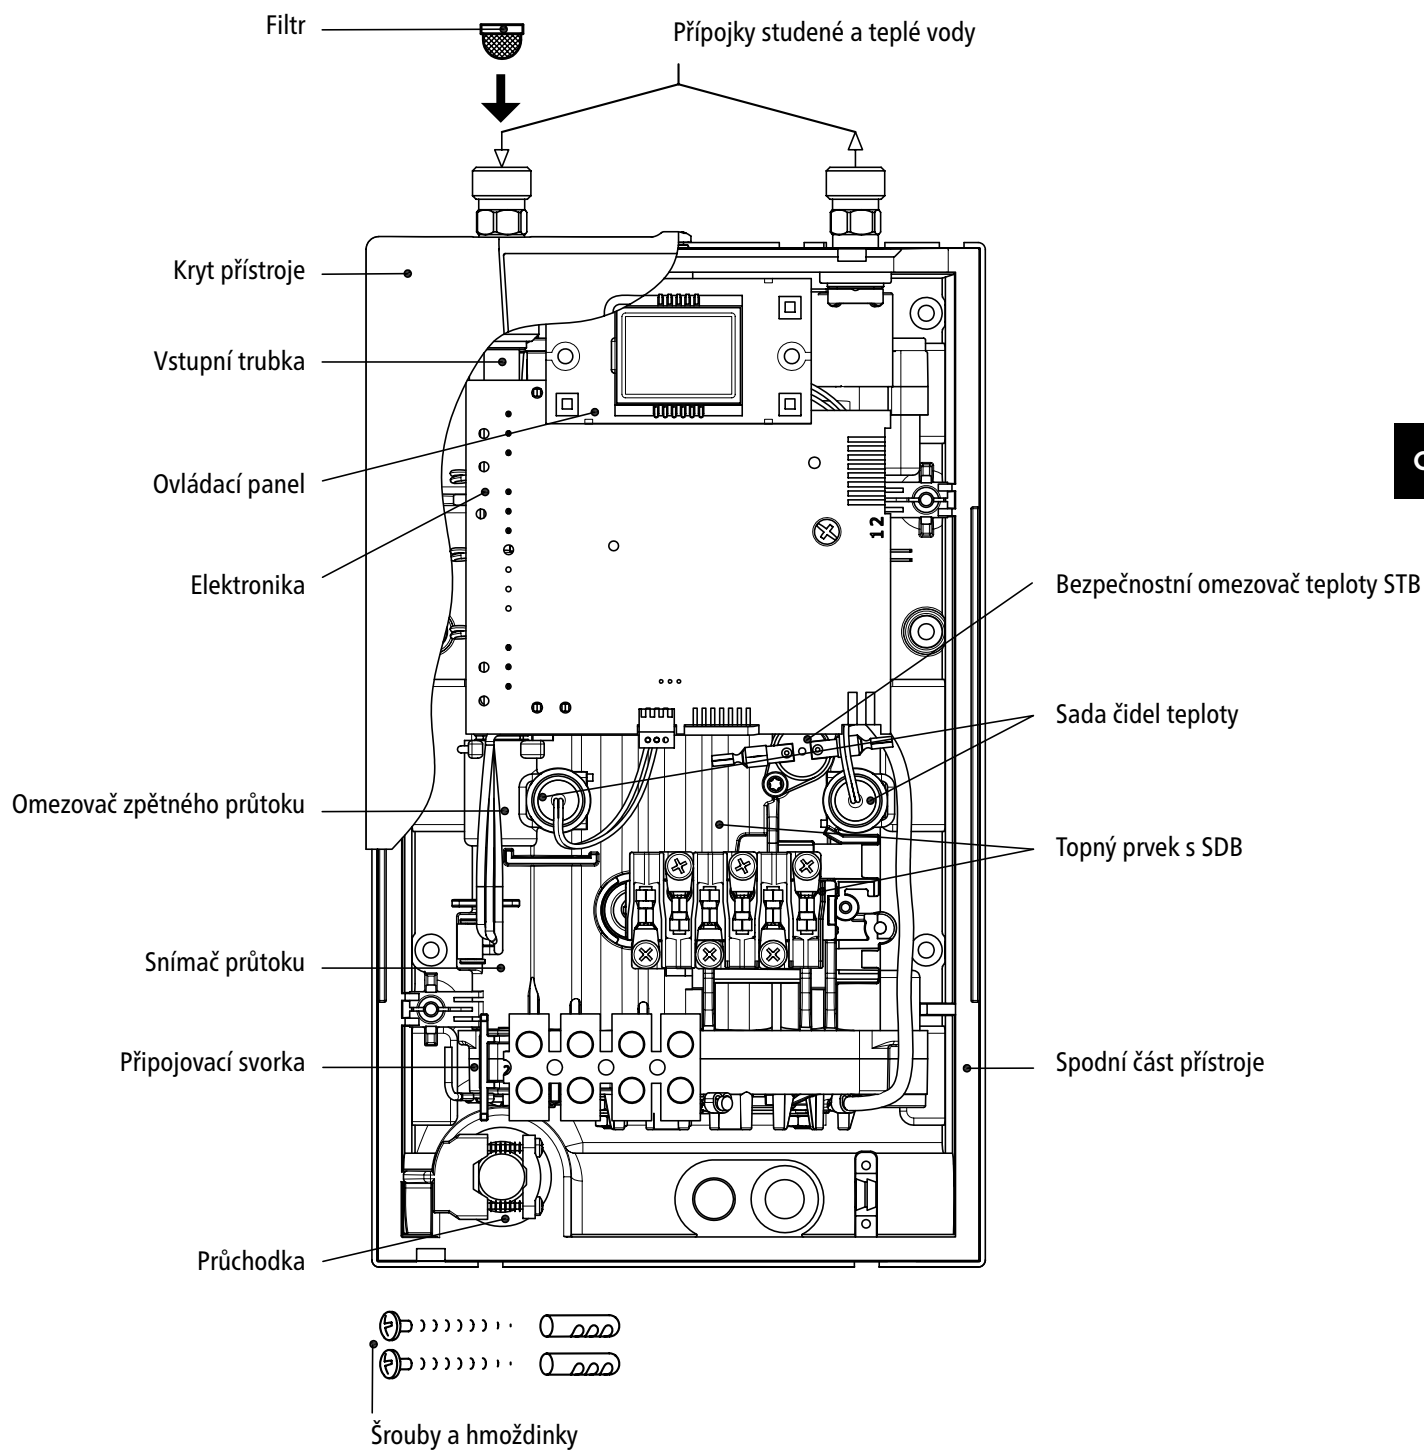 Filtr
Přípojky studené a teplé vody
Kryt přístroje
Vstupní trubka
Ovládací panel
Elektronika
12
Bezpečnostní omezovač teploty STB
Sada čidel teploty
Omezovač zpětného průtoku
Topný prvek s SDB
Snímač průtoku
Připojovací svorka
Spodní část přístroje
Průchodka
Šrouby a hmoždinky